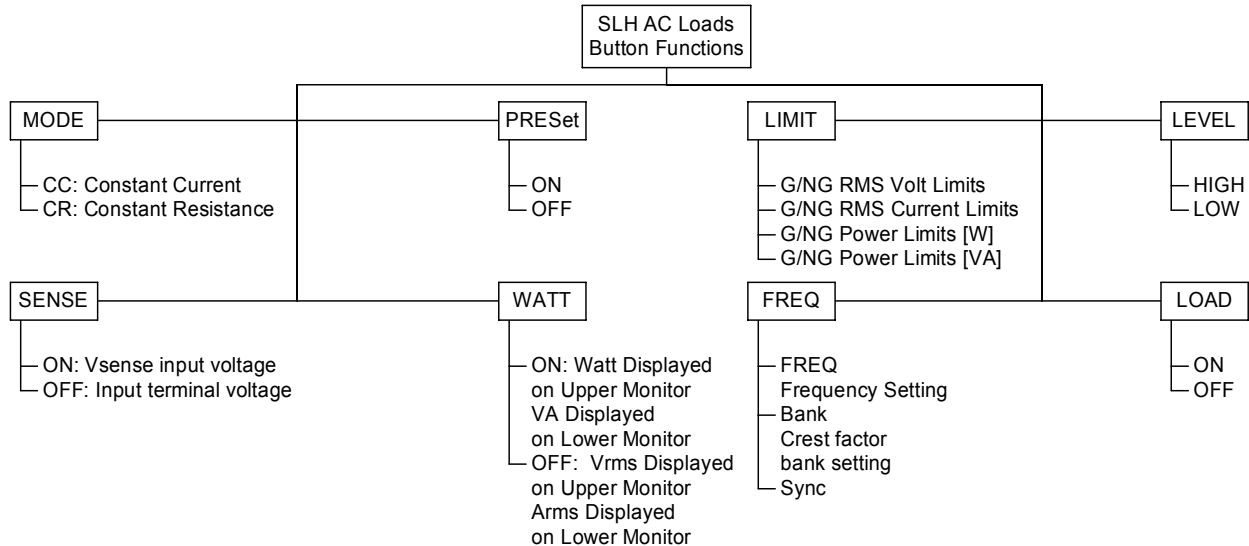 SLH AC Loads
Button Functions
MODE
CC: Constant Current
CR: Constant Resistance
PRESet
ON
OFF
LIMIT
G/NG RMS Volt Limits
G/NG RMS Current Limits
G/NG Power Limits [W]
G/NG Power Limits [VA]
LEVEL
HIGH
LOW
SENSE
ON: Vsense input voltage
OFF: Input terminal voltage
WATT
ON: Watt Displayed
on Upper Monitor
VA Displayed
on Lower Monitor
OFF: Vrms Displayed
on Upper Monitor
Arms Displayed
on Lower Monitor
FREQ
FREQ
Frequency Setting
Bank
Crest factor
bank setting
Sync
LOAD
ON
OFF